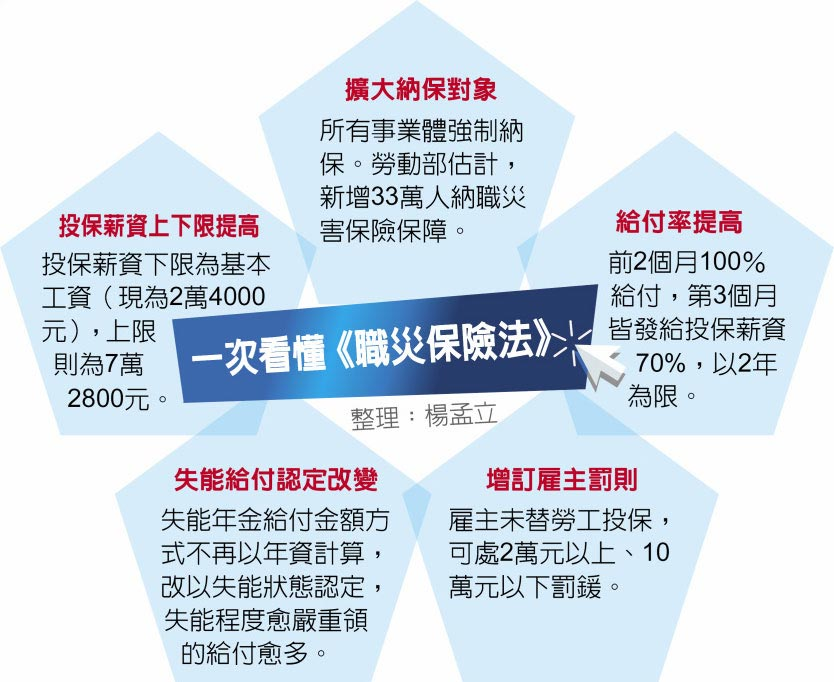 擴大納保對象
所有事業體強制納
保。勞動部估計，
新增33萬人納職災
害保險保障。
投保薪資上下限提高
投保薪資下限為基本
工資（現為2萬4000
元），上限
則為7萬
2800元。
給付率提高
前2個月100%
給付，第3個月
皆發給投保薪資
70%，以2年
為限。
一次看懂《職災保險法》
整理：楊孟立
失能給付認定改變
失能年金給付金額方
式不再以年資計算，
改以失能狀態認定，
失能程度愈嚴重領
的給付愈多。
增訂雇主罰則
雇主未替勞工投保，
可處2萬元以上、10
萬元以下罰鍰。